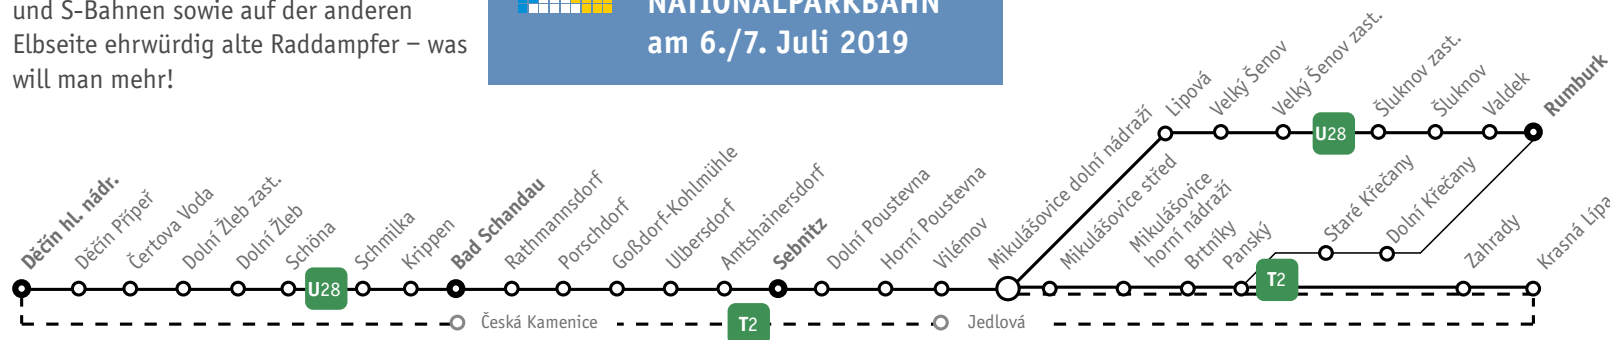 und S-Bahnen sowie auf der anderen
Elbseite ehrwürdig alte Raddampfer – was
will man mehr!
NATIONALPARKBAHN
am 6./7. Juli 2019
Děčín hl. nádr.
Děčín Přípeř
Čertova Voda
Dolní Žleb zast.
Dolní Žleb
Schöna
U28
Schmilka
Krippen
Bad Schandau
Rathmannsdorf
Porschdorf
Goßdorf-Kohlmühle
Ulbersdorf
Amtshainersdorf
Sebnitz
Dolní Poustevna
Horní Poustevna
Vilémov
Mikulášovice dolní nádraží
Lipová
Velký Šenov
Velký Šenov zast.
U28
Šluknov zast.
Šluknov
Valdek
Rumburk
Mikulášovice střed
Mikulášovice
horní nádraží
Brtníky
Panský
T2
Staré Křečany
Dolní Křečany
Zahrady
Krasná Lípa
Česká Kamenice
T2
Jedlová